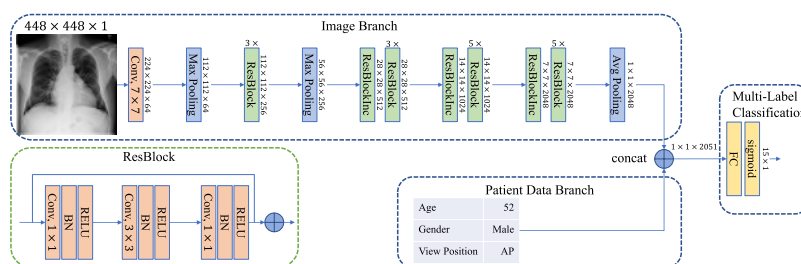 Image Branch
448 × 448 × 1
Conv. 7 × 7
224 × 224 × 64
Max Pooling
112 × 112 × 64
3 ×
ResBlock
112 × 112 × 256
Max Pooling
56 × 56 × 256
ResBlockInc
28 × 28 × 512
3 ×
ResBlock
28 × 28 × 512
ResBlockInc
14 × 14 × 1024
5 ×
ResBlock
14 × 14 × 1024
ResBlockInc
7 × 7 × 2048
5 ×
ResBlock
7 × 7 × 2048
Avg Pooling
1 × 1 × 2048
concat
1 × 1 × 2051
Multi-Label
Classification
FC
sigmoid
15 × 1
ResBlock
Conv. 1 × 1
BN
RELU
Conv. 3 × 3
BN
RELU
Conv. 1 × 1
BN
RELU
Patient Data Branch
Age 52
Gender Male
View Position AP